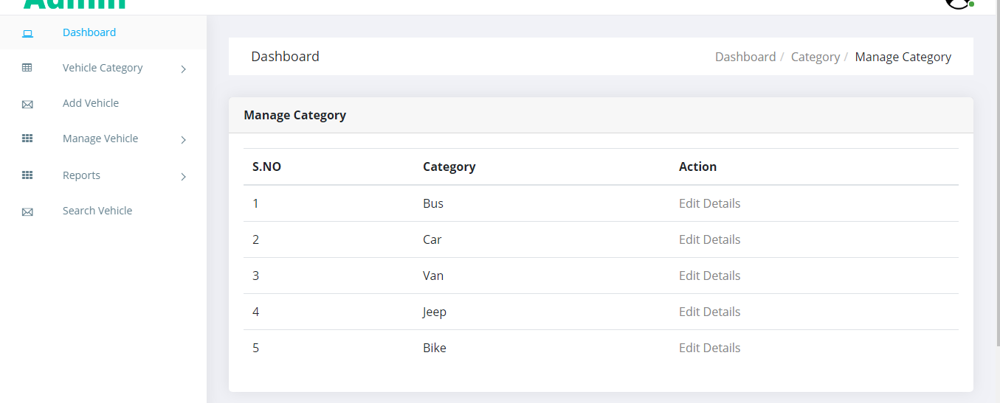 Admin
Dashboard
Vehicle Category
Add Vehicle
Manage Vehicle
Reports
Search Vehicle
Dashboard
Dashboard / Category / Manage Category
Manage Category
S.NO Category Action
1 Bus Edit Details
2 Car Edit Details
3 Van Edit Details
4 Jeep Edit Details
5 Bike Edit Details